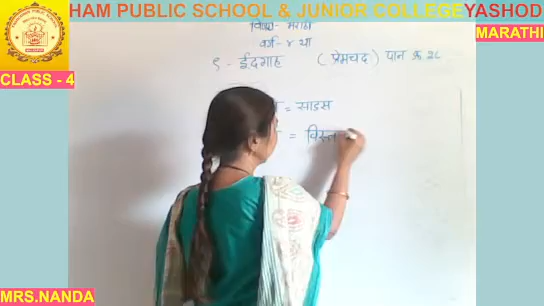 HAM PUBLIC SCHOOL & JUNIOR COLLEGE YASHOD
MARATHI
विषय- मराठी
वर्ग- ४ था
९ - ईदगाह (प्रेमचंद) पान क्र. २८
CLASS - 4
= साहस
= विस्त
MRS.NANDA